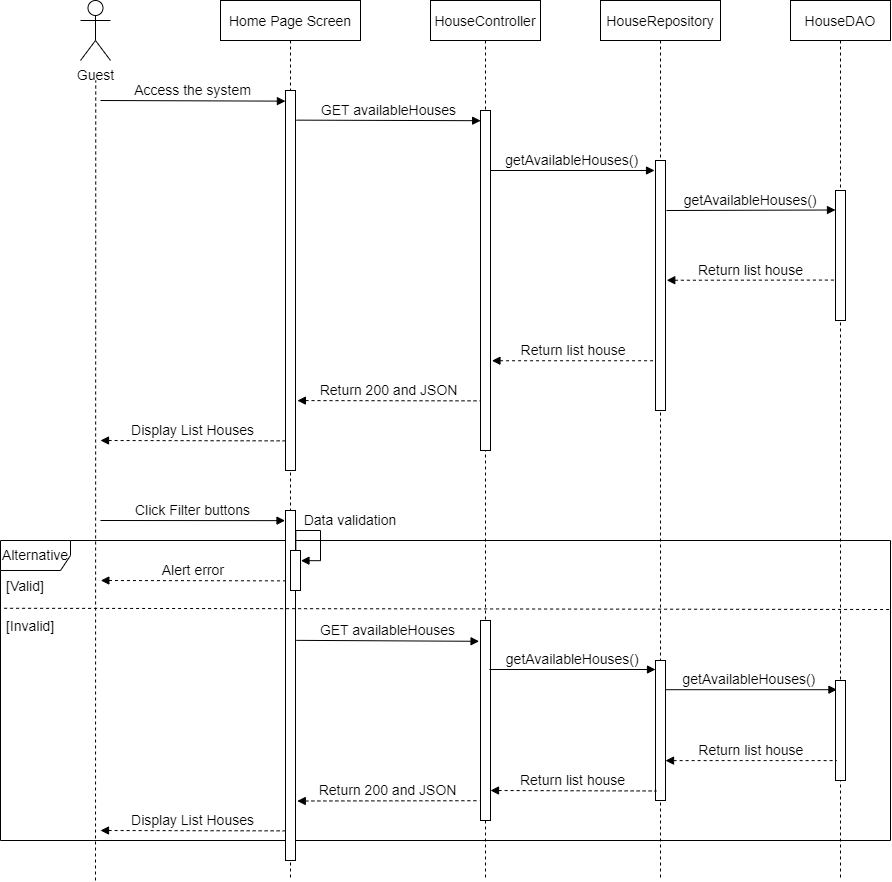 Home Page Screen
HouseController
HouseRepository
HouseDAO
Guest
Access the system
GET availableHouses
getAvailableHouses()
getAvailableHouses()
Return list house
Return list house
Return 200 and JSON
Display List Houses
Click Filter buttons
Data validation
Alternative
Alert error
[Valid]
[Invalid]
GET availableHouses
getAvailableHouses()
getAvailableHouses()
Return list house
Return list house
Return 200 and JSON
Display List Houses